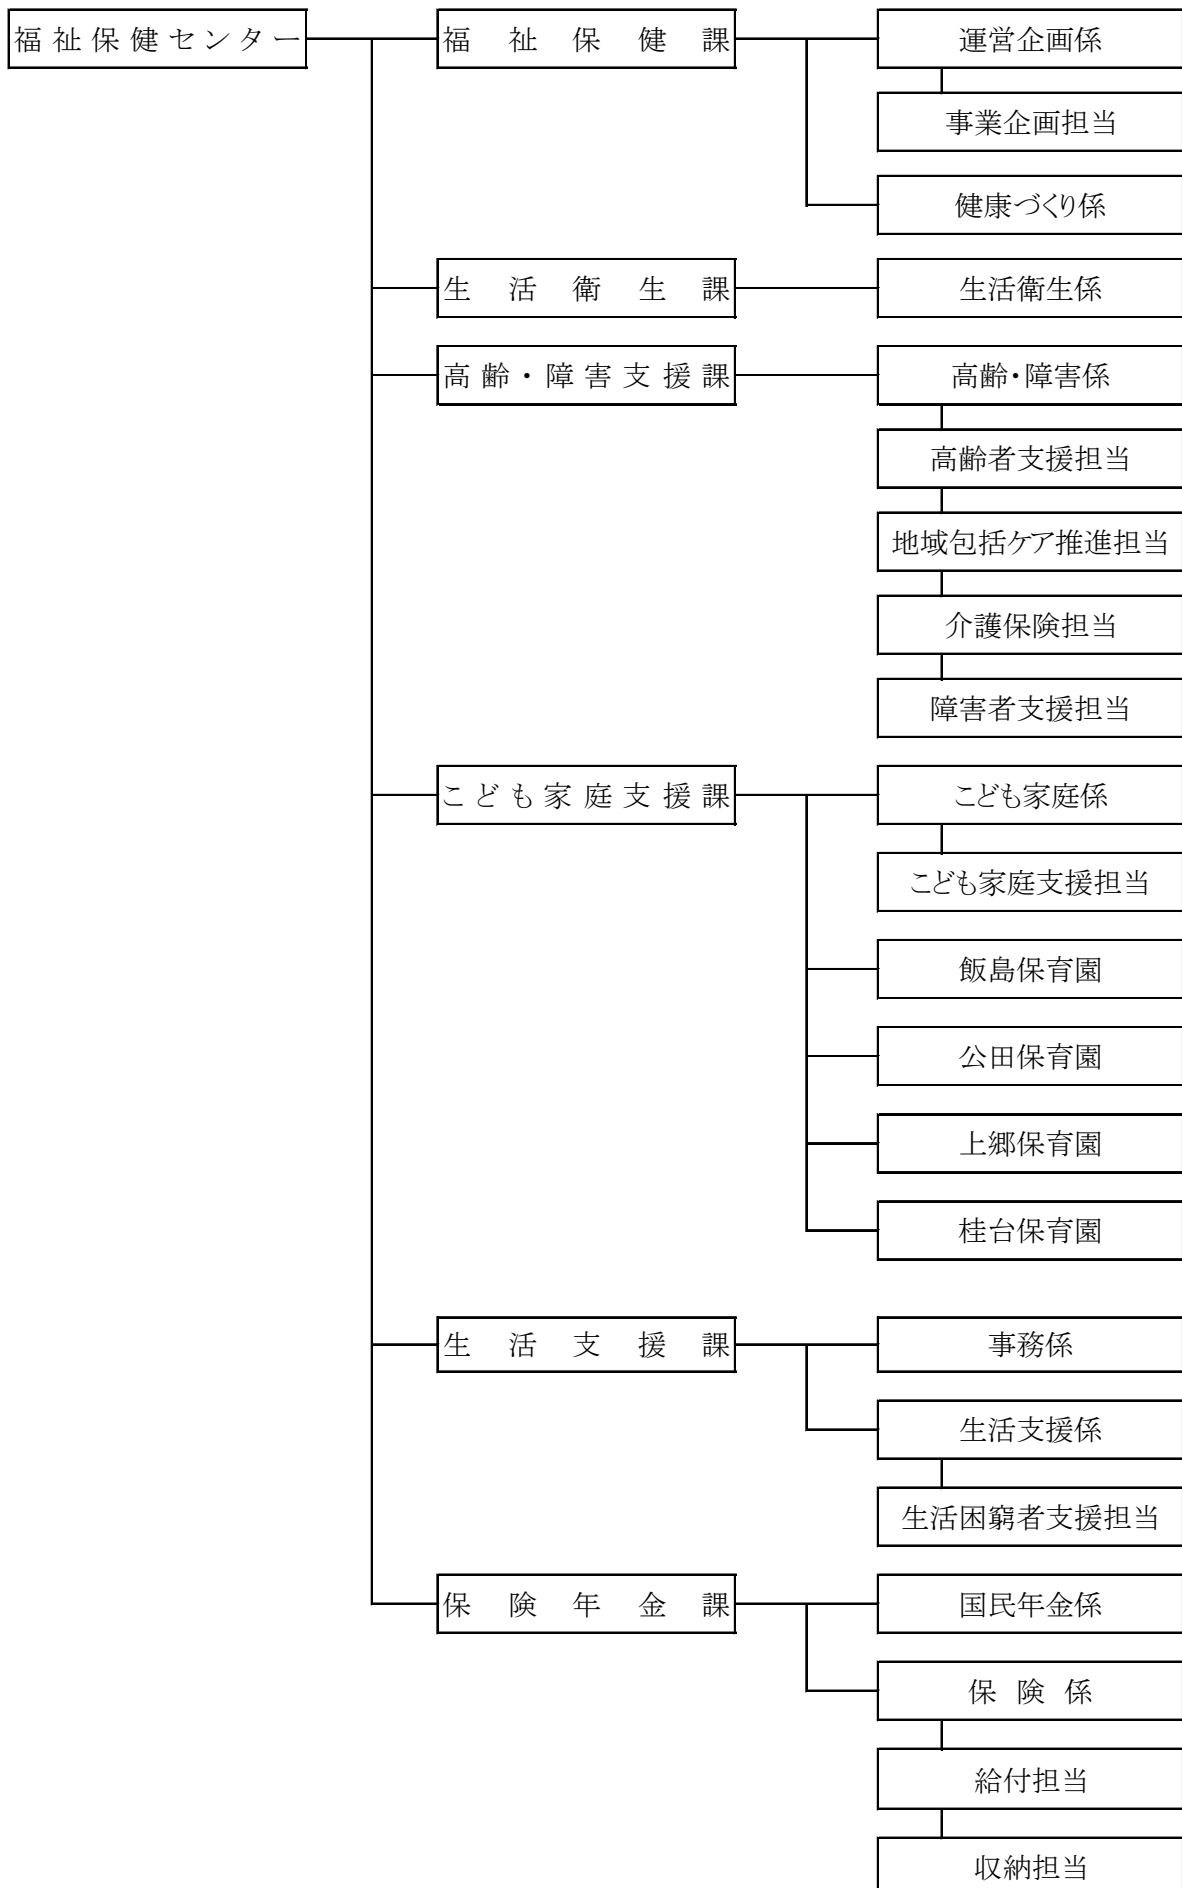 福祉保健センター
福祉保健課
運営企画係
事業企画担当
健康づくり係
生活衛生課
生活衛生係
高齢・障害支援課
高齢・障害係
高齢者支援担当
地域包括ケア推進担当
介護保険担当
障害者支援担当
こども家庭支援課
こども家庭係
こども家庭支援担当
飯島保育園
公田保育園
上郷保育園
桂台保育園
生活支援課
事務係
生活支援係
生活困窮者支援担当
保険年金課
国民年金係
保険係
給付担当
収納担当